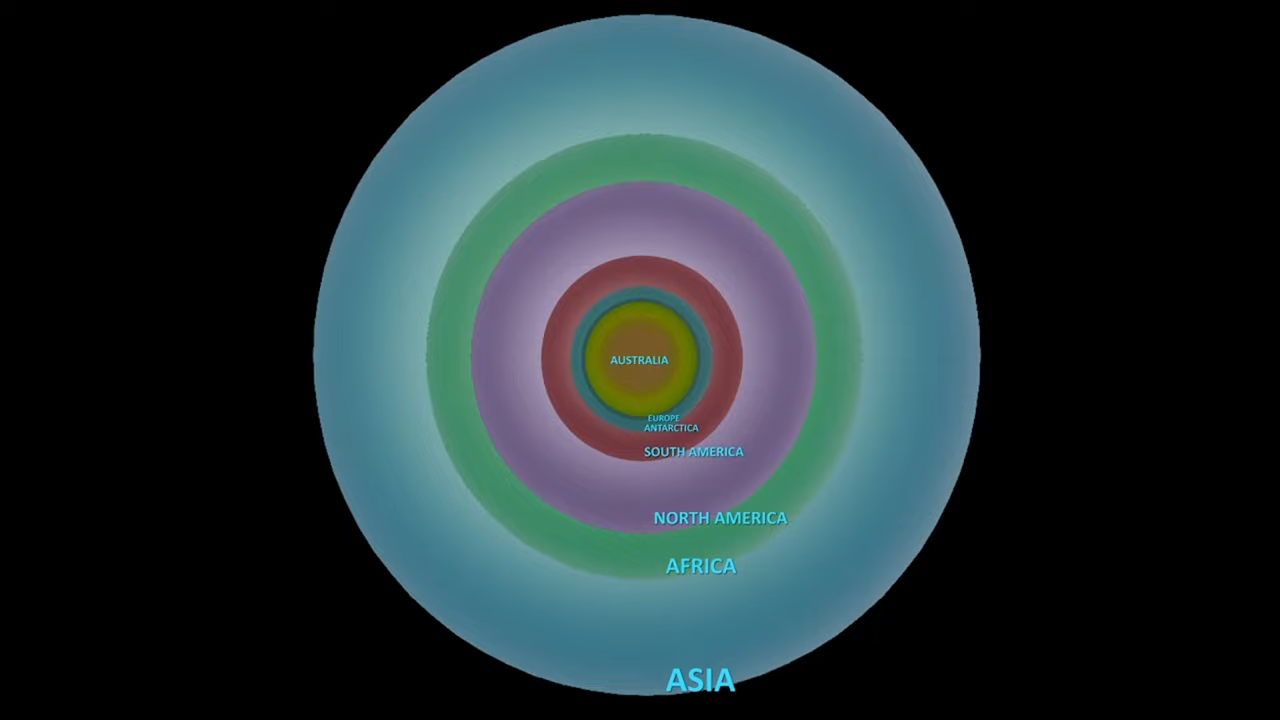 AUSTRALIA
EUROPE
ANTARCTICA
SOUTH AMERICA
NORTH AMERICA
AFRICA
ASIA